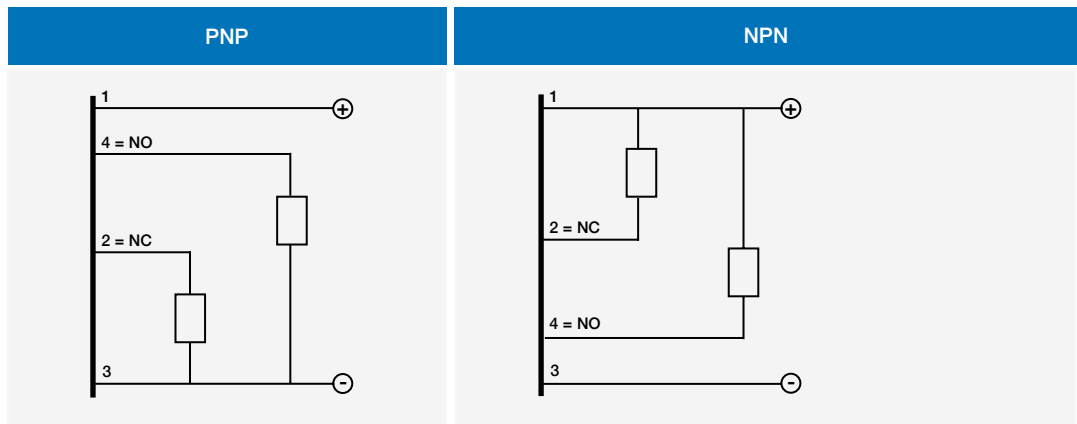 PNP
1
+
4 = NO
2 = NC
3
-
NPN
1
+
2 = NC
4 = NO
3
-